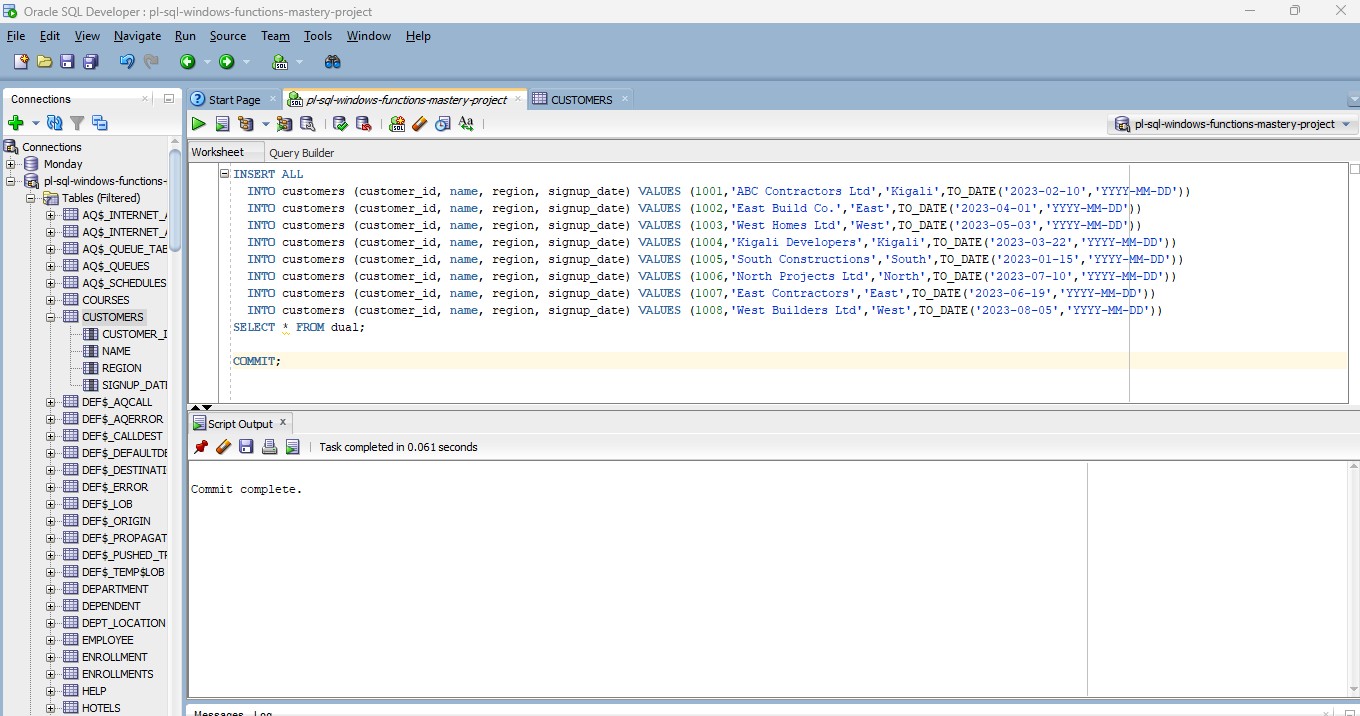 Oracle SQL Developer : pl-sql-windows-functions-mastery-project
File Edit View Navigate Run Source Team Tools Window Help
Connections
Start Page
pl-sql-windows-functions-mastery-project
CUSTOMERS
pl-sql-windows-functions-mastery-project
Worksheet Query Builder
Connections
Monday
pl-sql-windows-functions-
Tables (Filtered)
AQ$_INTERNET_
AQ$_INTERNET_
AQ$_QUEUE_TAB
AQ$_QUEUES
AQ$_SCHEDULES
COURSES
CUSTOMERS
CUSTOMER_I
NAME
REGION
SIGNUP_DAT
DEF$_AQCALL
DEF$_AQERROR
DEF$_CALLDEST
DEF$_DEFAULTDE
DEF$_DESTINATI
DEF$_ERROR
DEF$_LOB
DEF$_ORIGIN
DEF$_PROPAGAT
DEF$_PUSHED_TR
DEF$_TEMP$LOB
DEPARTMENT
DEPENDENT
DEPT_LOCATION
EMPLOYEE
ENROLLMENT
ENROLLMENTS
HELP
HOTELS
INSERT ALL
INTO customers (customer_id, name, region, signup_date) VALUES (1001,'ABC Contractors Ltd','Kigali',TO_DATE('2023-02-10','YYYY-MM-DD'))
INTO customers (customer_id, name, region, signup_date) VALUES (1002,'East Build Co.','East',TO_DATE('2023-04-01','YYYY-MM-DD'))
INTO customers (customer_id, name, region, signup_date) VALUES (1003,'West Homes Ltd','West',TO_DATE('2023-05-03','YYYY-MM-DD'))
INTO customers (customer_id, name, region, signup_date) VALUES (1004,'Kigali Developers','Kigali',TO_DATE('2023-03-22','YYYY-MM-DD'))
INTO customers (customer_id, name, region, signup_date) VALUES (1005,'South Constructions','South',TO_DATE('2023-01-15','YYYY-MM-DD'))
INTO customers (customer_id, name, region, signup_date) VALUES (1006,'North Projects Ltd','North',TO_DATE('2023-07-10','YYYY-MM-DD'))
INTO customers (customer_id, name, region, signup_date) VALUES (1007,'East Contractors','East',TO_DATE('2023-06-19','YYYY-MM-DD'))
INTO customers (customer_id, name, region, signup_date) VALUES (1008,'West Builders Ltd','West',TO_DATE('2023-08-05','YYYY-MM-DD'))
SELECT * FROM dual;
COMMIT;
Script Output
Task completed in 0.061 seconds
Commit complete.
Messages - Log